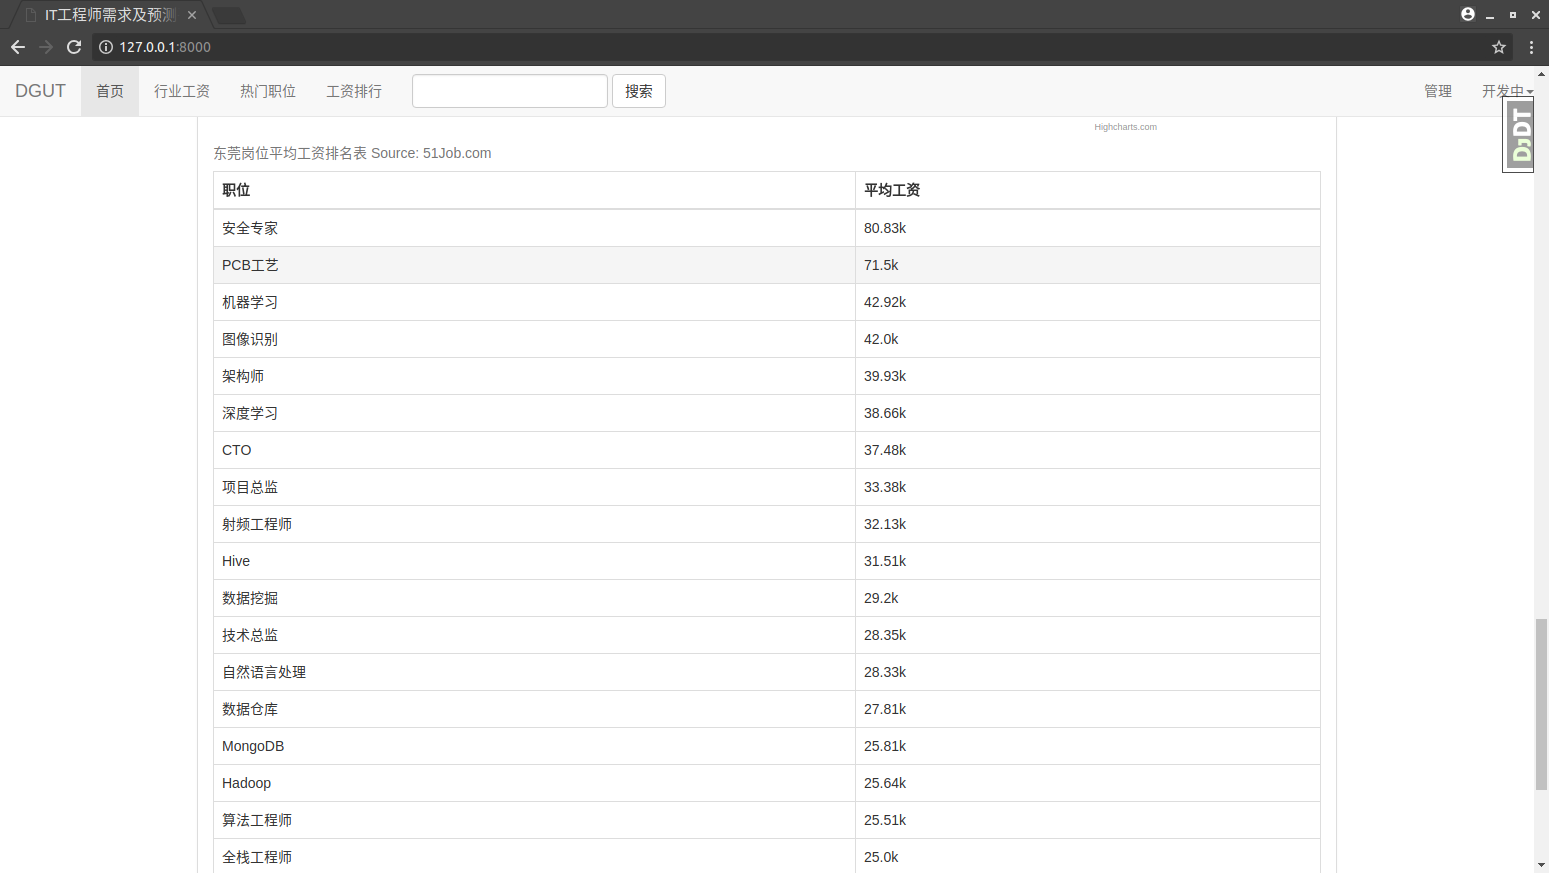 IT工程师需求及预测
127.0.0.1:8000
DGUT 首页 行业工资 热门职位 工资排行 搜索 管理 开发中
DjDT
Highcharts.com
东莞岗位平均工资排名表 Source: 51Job.com
职位 平均工资
安全专家 80.83k
PCB工艺 71.5k
机器学习 42.92k
图像识别 42.0k
架构师 39.93k
深度学习 38.66k
CTO 37.48k
项目总监 33.38k
射频工程师 32.13k
Hive 31.51k
数据挖掘 29.2k
技术总监 28.35k
自然语言处理 28.33k
数据仓库 27.81k
MongoDB 25.81k
Hadoop 25.64k
算法工程师 25.51k
全栈工程师 25.0k